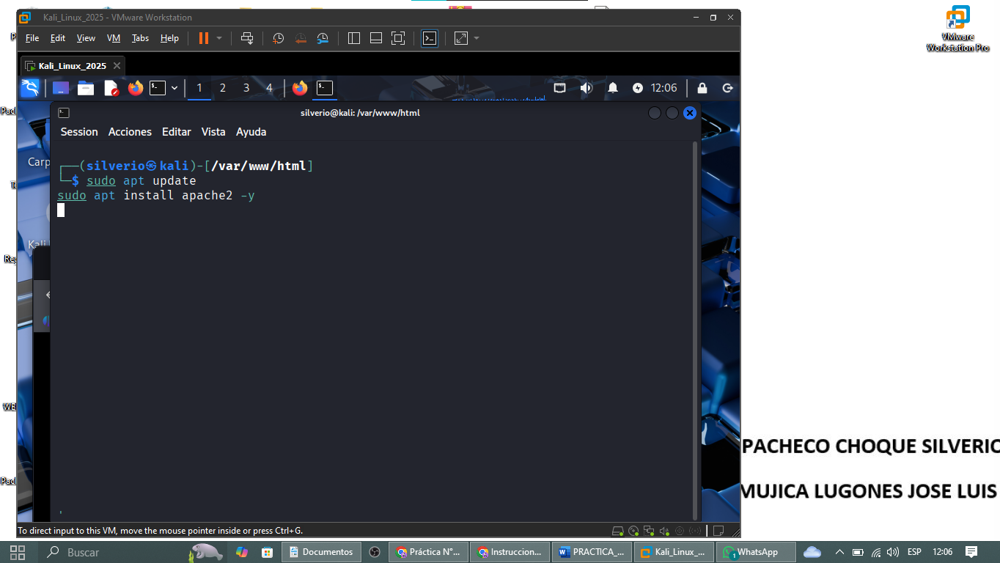 Kali_Linux_2025 - VMware Workstation
File Edit View VM Tabs Help
Kali_Linux_2025
1 2 3 4 12:06
silverio@kali: /var/www/html
Session Acciones Editar Vista Ayuda
┌──(silverio㉿kali)-[/var/www/html]
└─$ sudo apt update
sudo apt install apache2 -y
Carp
Kali
VMware
Workstation Pro
PACHECO CHOQUE SILVERIO
MUJICA LUGONES JOSE LUIS
To direct input to this VM, move the mouse pointer inside or press Ctrl+G.
Buscar Documentos Práctica N°... Instruccion... PRACTICA_... Kali_Linux_... 1 WhatsApp ESP 12:06